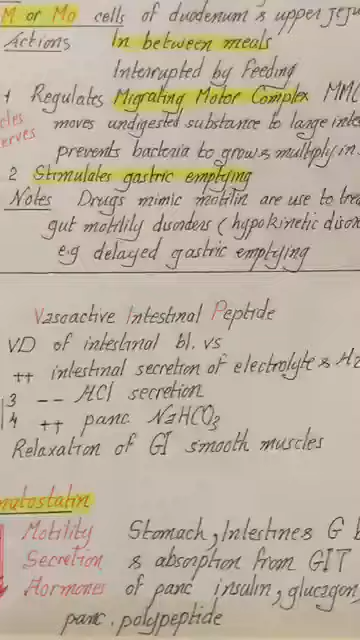 M or Mo cells of duodenum & upper jeju
Actions In between meals
Interrupted by feeding
1 Regulates Migrating Motor Complex MMC
cles moves undigested substance to large inte
erves
prevents bacteria to grow & multiply in
2 Stimulates gastric emptying
Notes Drugs mimic motilin are use to trea
gut motility disorders (hypokinetic disor
e.g delayed gastric emptying
Vasoactive Intestinal Peptide
VD of intestinal bl. vs
++ intestinal secretion of electrolyte & H2
3 -- HCl secretion
4 ++ panc NaHCO3
Relaxation of GI smooth muscles
matostatin
Motility Stomach, Intestine & G b
Secretion & absorption from GIT
Hormones of panc insulin, glucagon,
panc. polypeptide